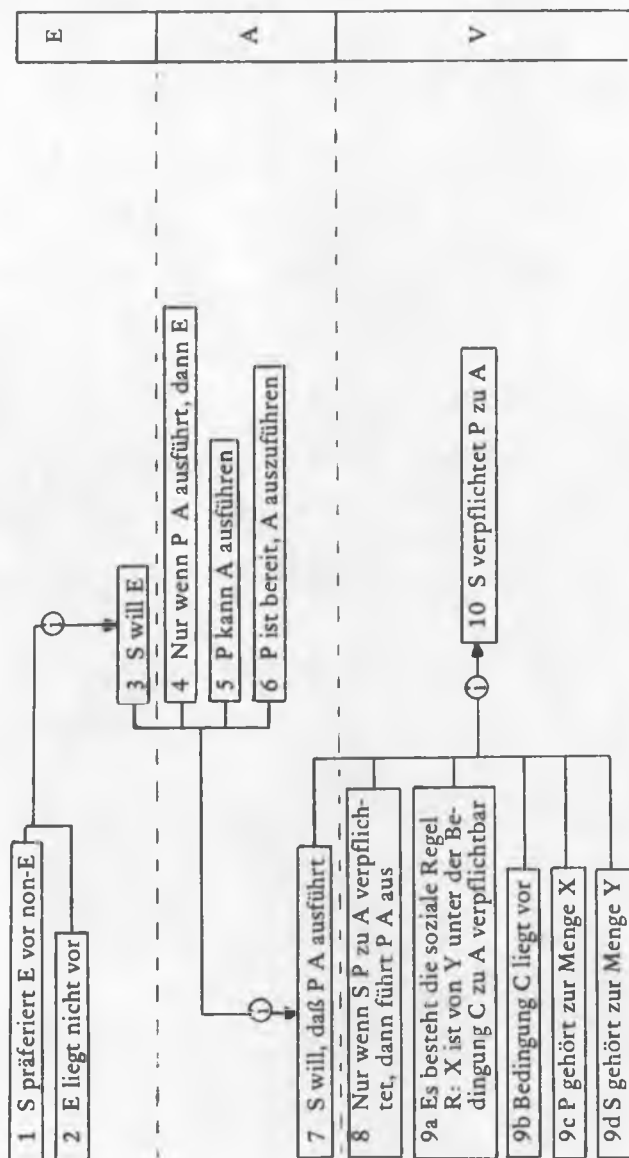 1 S präferiert E vor non-E
2 E liegt nicht vor
i
3 S will E
4 Nur wenn P A ausführt, dann E
5 P kann A ausführen
6 P ist bereit, A auszuführen
i
7 S will, daß P A ausführt
8 Nur wenn S P zu A verpflich-
tet, dann führt P A aus
9a Es besteht die soziale Regel
R: X ist von Y unter der Be-
dingung C zu A verpflichtbar
9b Bedingung C liegt vor
9c P gehört zur Menge X
9d S gehört zur Menge Y
i
10 S verpflichtet P zu A
E
A
V